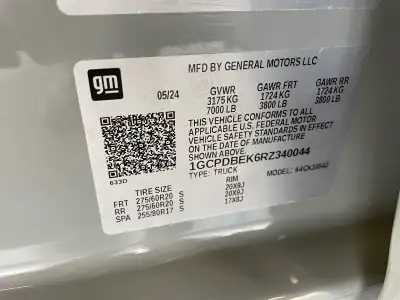 gm
MFD BY GENERAL MOTORS LLC
05/24 GVWR GAWR FRT GAWR RR
3175 KG 1724 KG 1724 KG
7000 LB 3800 LB 3800 LB
THIS VEHICLE CONFORMS TO ALL
APPLICABLE U.S. FEDERAL MOTOR
VEHICLE SAFETY STANDARDS IN EFFECT
ON THE DATE OF MANUFACTURE
SHOWN ABOVE.
1GCPDBEK6RZ340044
633D TYPE: TRUCK
TIRE SIZE RIM
FRT 275/60R20 S 20X9J
RR 275/60R20 S 20X9J
SPA 255/80R17 S 17X8J